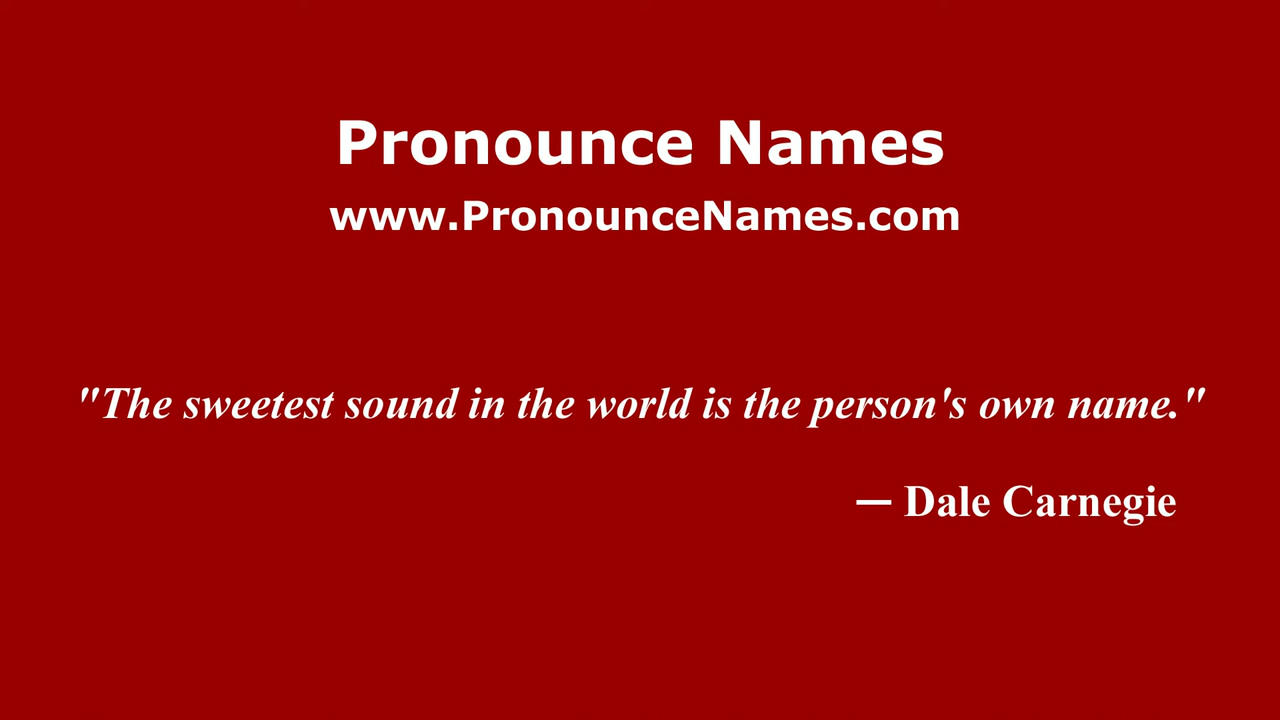 Pronounce Names
www.PronounceNames.com
"The sweetest sound in the world is the person's own name."
— Dale Carnegie